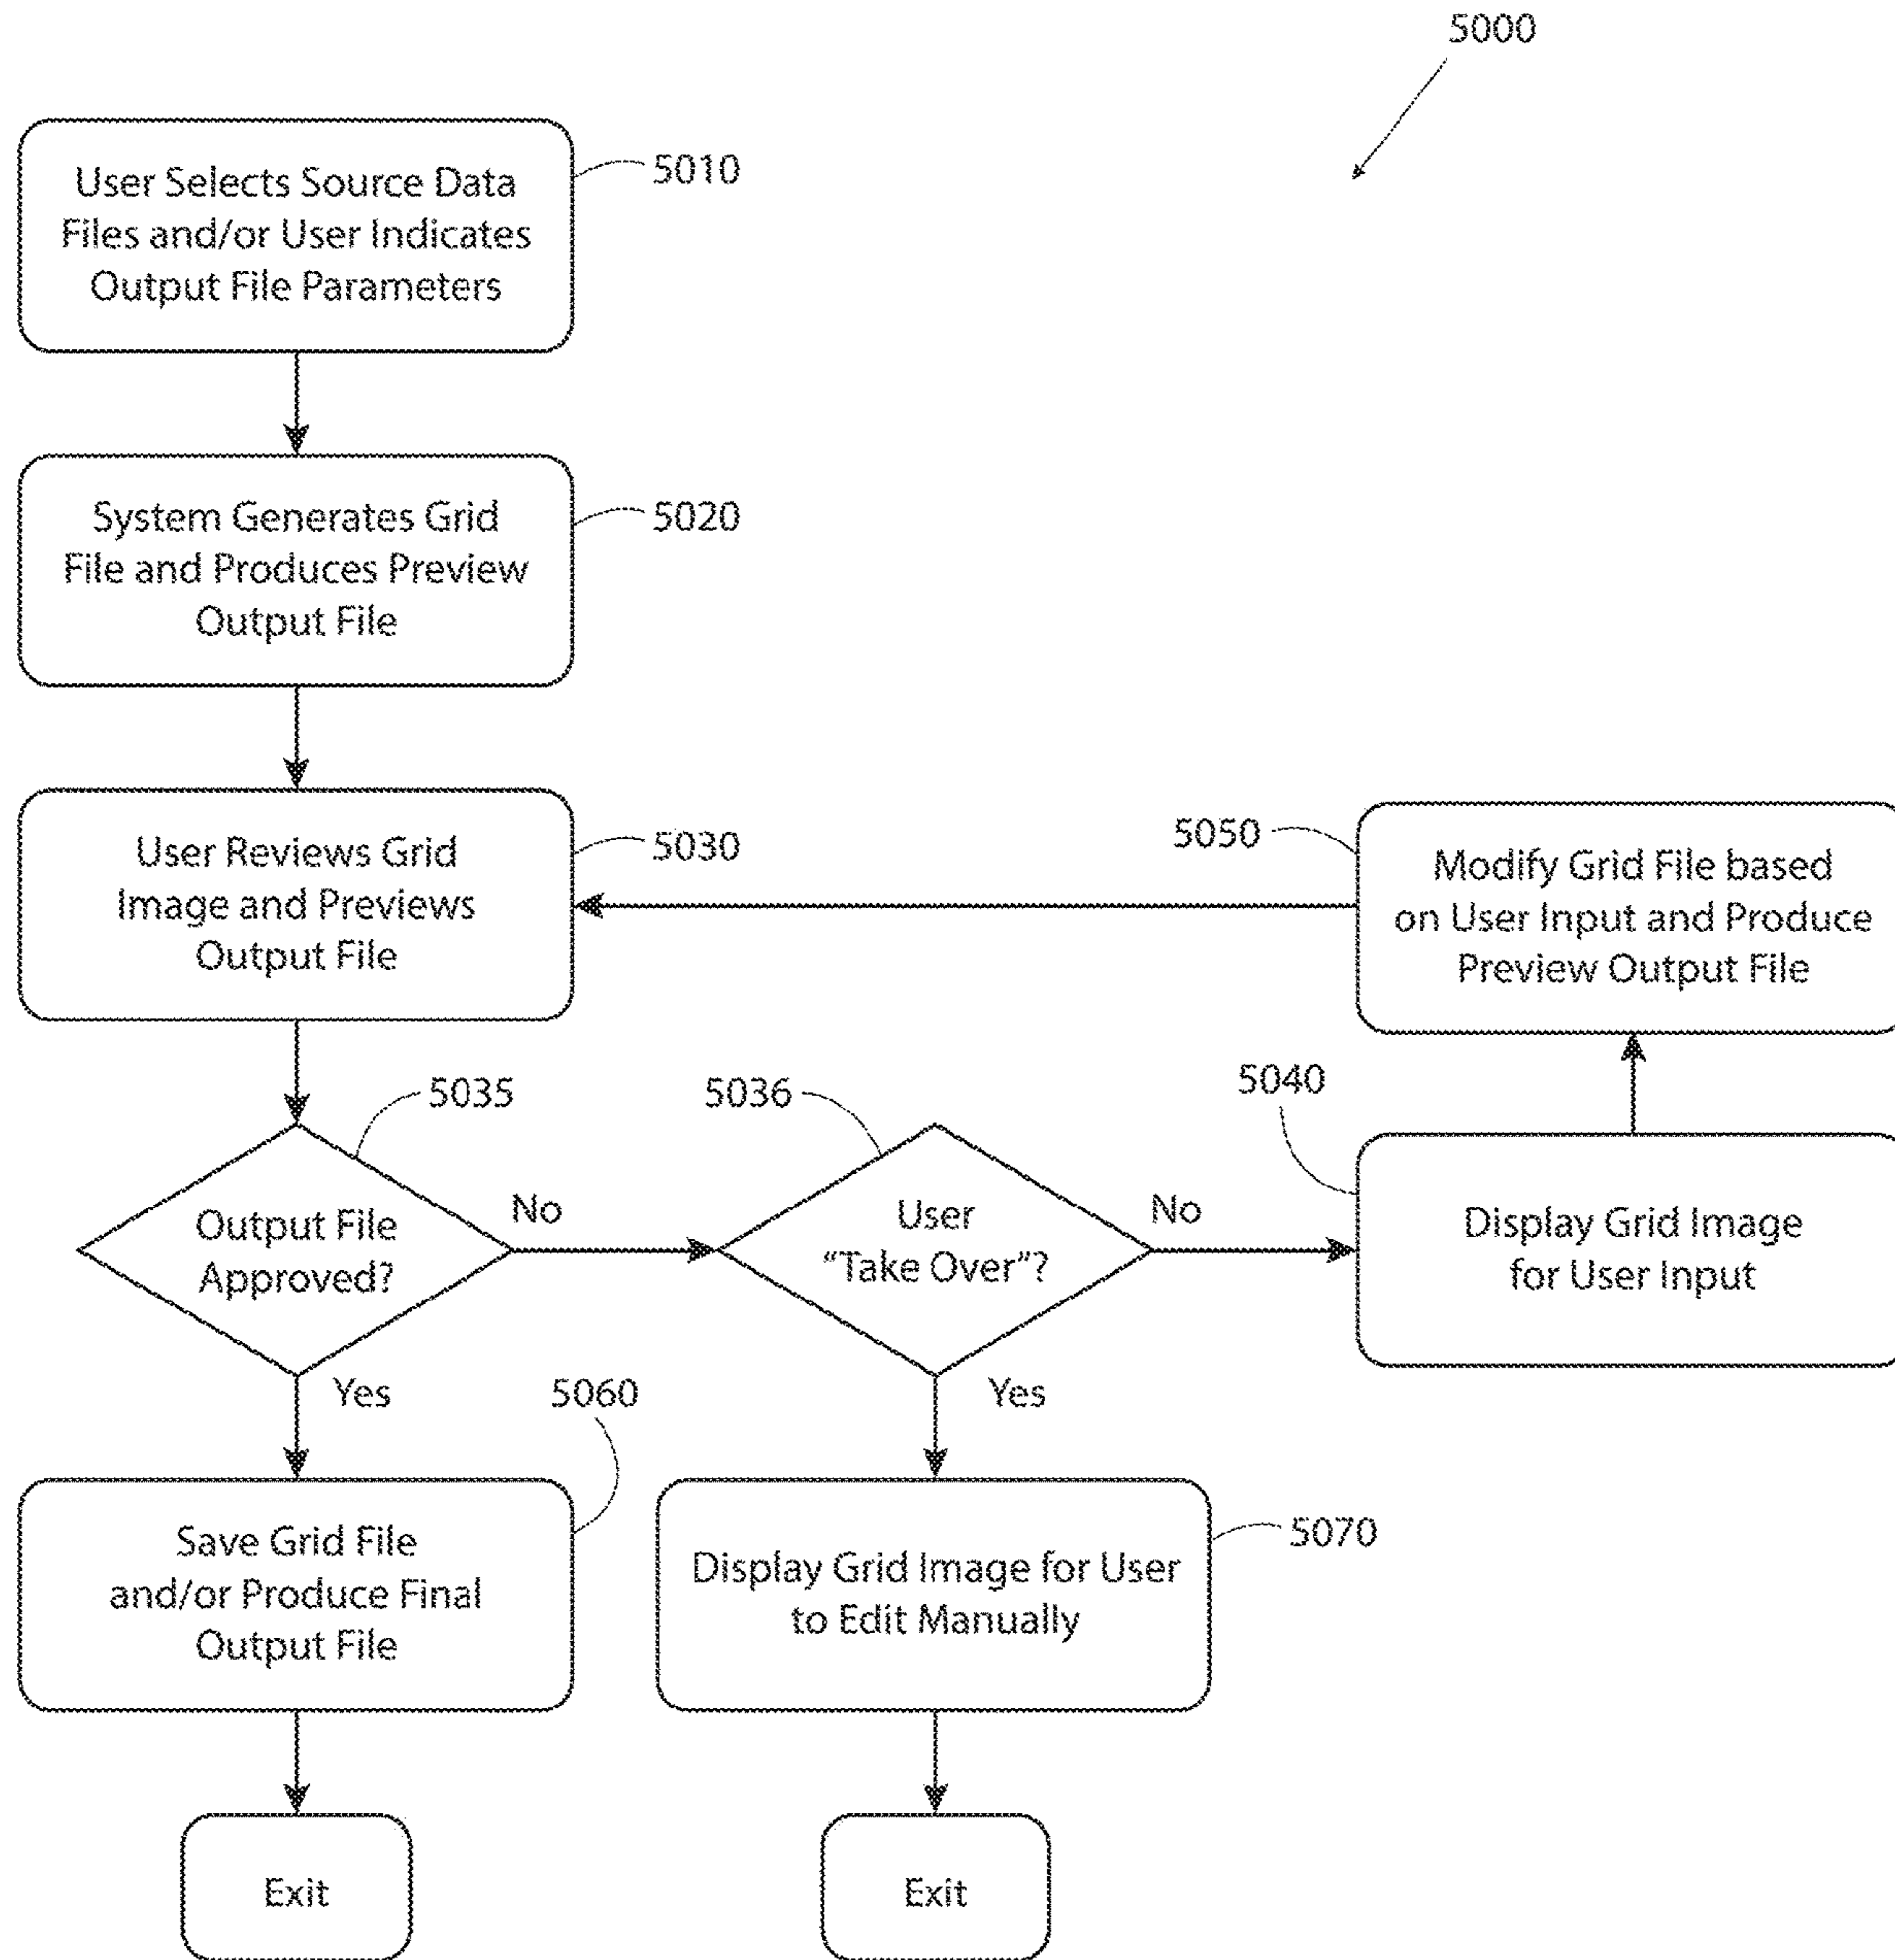 5000
User Selects Source Data
Files and/or User Indicates
Output File Parameters
5010
System Generates Grid
File and Produces Preview
Output File
5020
User Reviews Grid
Image and Previews
Output File
5030
5050
Modify Grid File based
on User Input and Produce
Preview Output File
5035
Output File
Approved?
No
Yes
5036
User
“Take Over”?
No
Yes
5040
Display Grid Image
for User Input
5060
Save Grid File
and/or Produce Final
Output File
Display Grid Image for User
to Edit Manually
5070
Exit
Exit